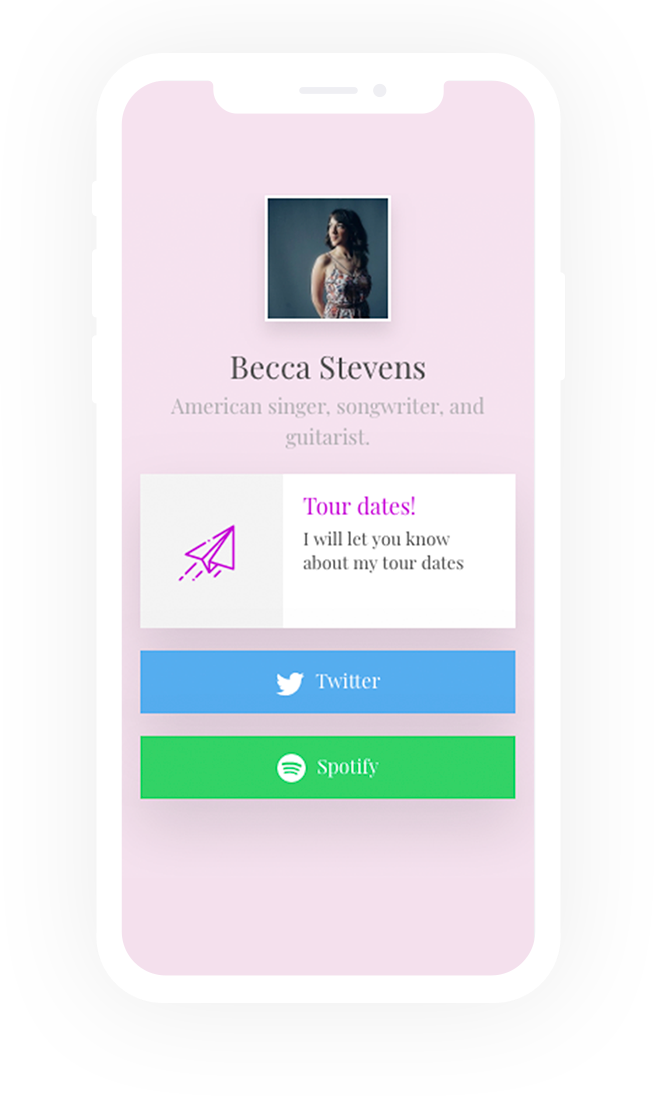 Becca Stevens
American singer, songwriter, and
guitarist.
Tour dates!
I will let you know
about my tour dates
Twitter
Spotify